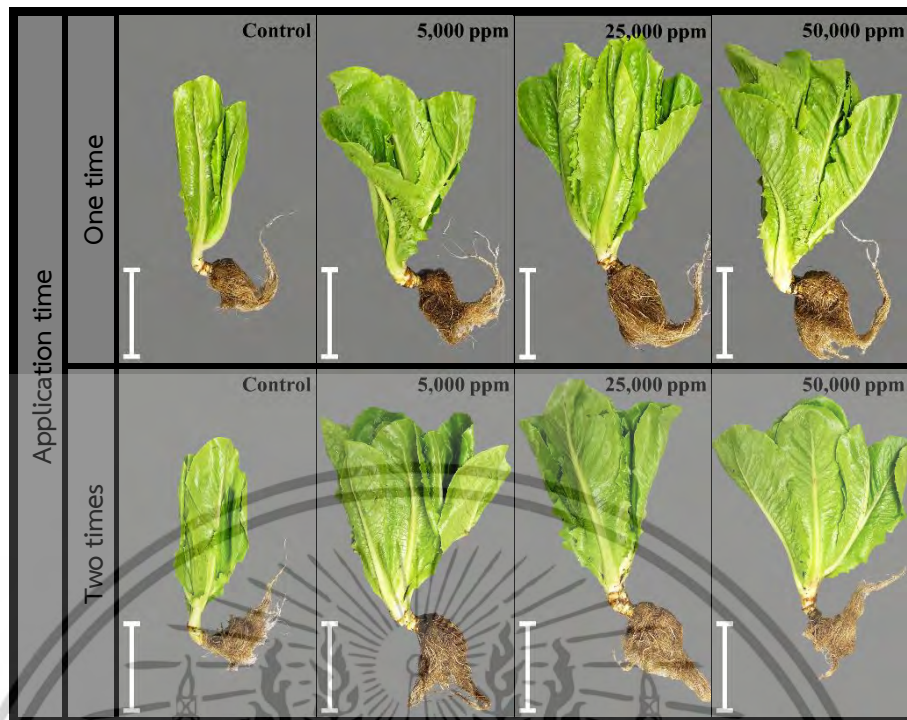 Application time
One time
Control
5,000 ppm
25,000 ppm
50,000 ppm
Two times
Control
5,000 ppm
25,000 ppm
50,000 ppm